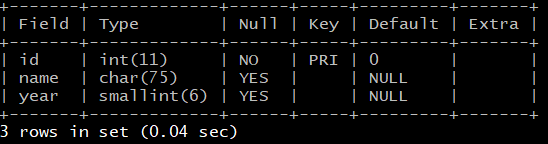 +-------+-------------+------+-----+---------+-------+
| Field | Type        | Null | Key | Default | Extra |
+-------+-------------+------+-----+---------+-------+
| id    | int(11)     | NO   | PRI | 0       |       |
| name  | char(75)    | YES  |     | NULL    |       |
| year  | smallint(6) | YES  |     | NULL    |       |
+-------+-------------+------+-----+---------+-------+
3 rows in set (0.04 sec)